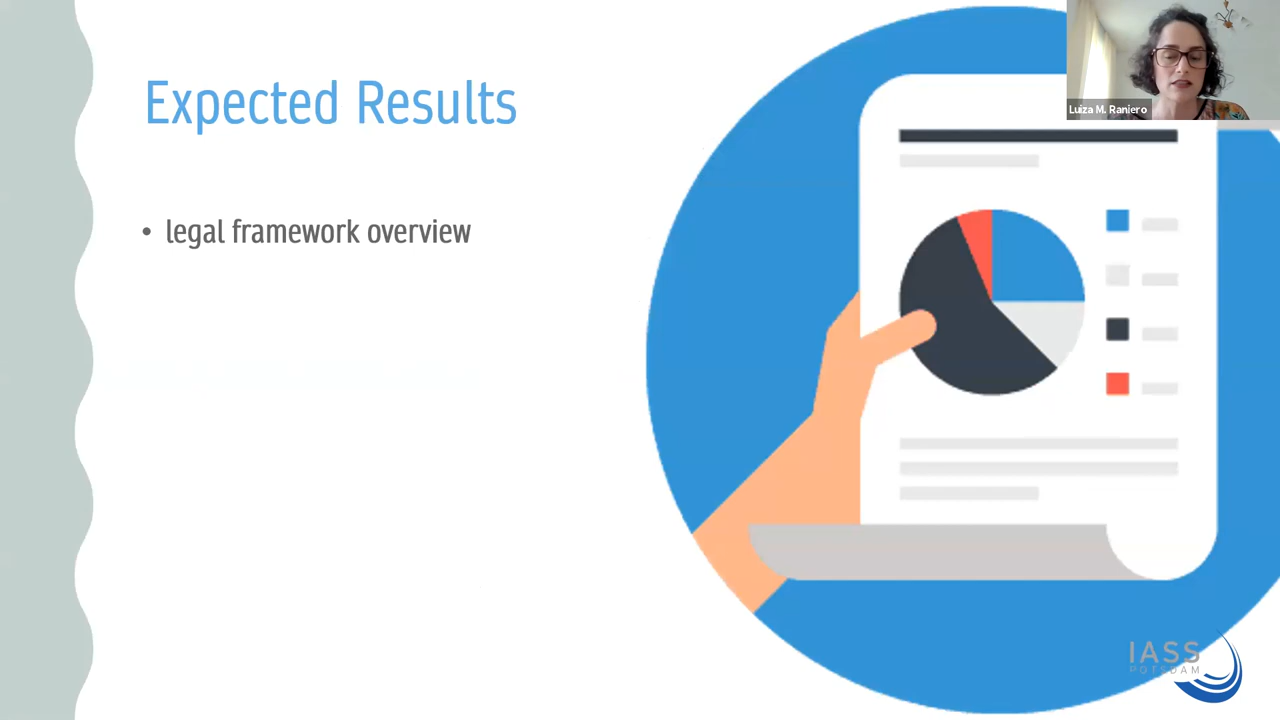 Luiza M. Raniero
Expected Results
• legal framework overview
IASS
POTSDAM